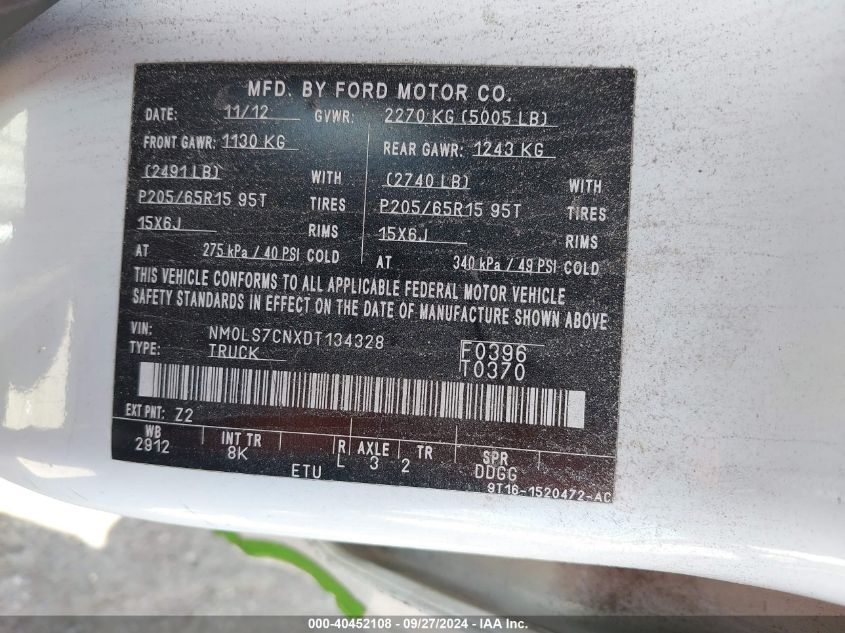 MFD. BY FORD MOTOR CO.
DATE: 11/12 GVWR: 2270 KG (5005 LB)
FRONT GAWR: 1130 KG REAR GAWR: 1243 KG
(2491 LB) WITH (2740 LB) WITH
P205/65R15 95T TIRES P205/65R15 95T TIRES
15X6J RIMS 15X6J RIMS
AT 275 kPa / 40 PSI COLD AT 340 kPa / 49 PSI COLD
THIS VEHICLE CONFORMS TO ALL APPLICABLE FEDERAL MOTOR VEHICLE
SAFETY STANDARDS IN EFFECT ON THE DATE OF MANUFACTURE SHOWN ABOVE
VIN: NM0LS7CNXDT134328 F0396
TYPE: TRUCK T0370
EXT PNT: Z2
WB INT TR R AXLE TR SPR
2912 8K L 3 2 DDGG
ETU 9T16-1520472-AC
000-40452108 - 09/27/2024 - IAA Inc.